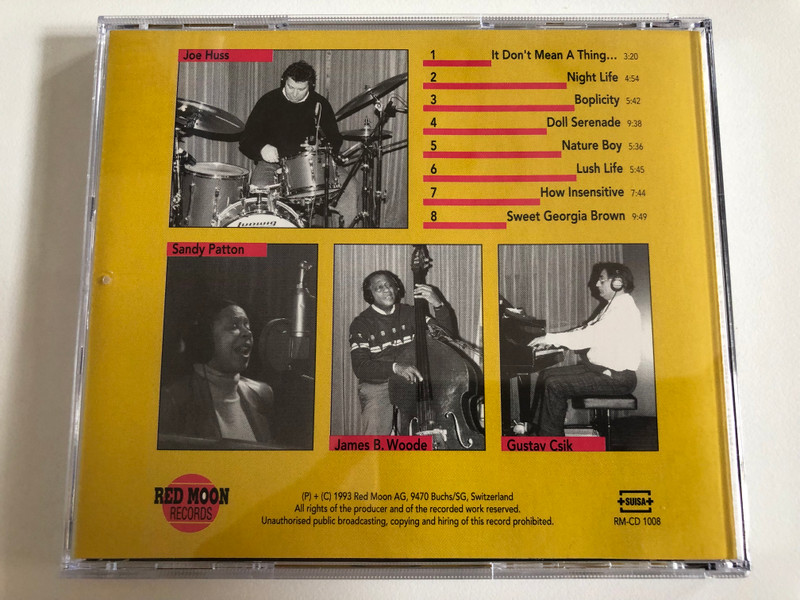 Joe Huss
1 It Don't Mean A Thing... 3:20
2 Night Life 4:54
3 Boplicity 5:42
4 Doll Serenade 9:38
5 Nature Boy 5:36
6 Lush Life 5:45
7 How Insensitive 7:44
8 Sweet Georgia Brown 9:49
Ludwig
Sandy Patton
James B. Woode
Gustav Csik
RED MOON
RECORDS
(P) + (C) 1993 Red Moon AG, 9470 Buchs/SG, Switzerland
All rights of the producer and of the recorded work reserved.
Unauthorised public broadcasting, copying and hiring of this record prohibited.
SUISA
RM-CD 1008